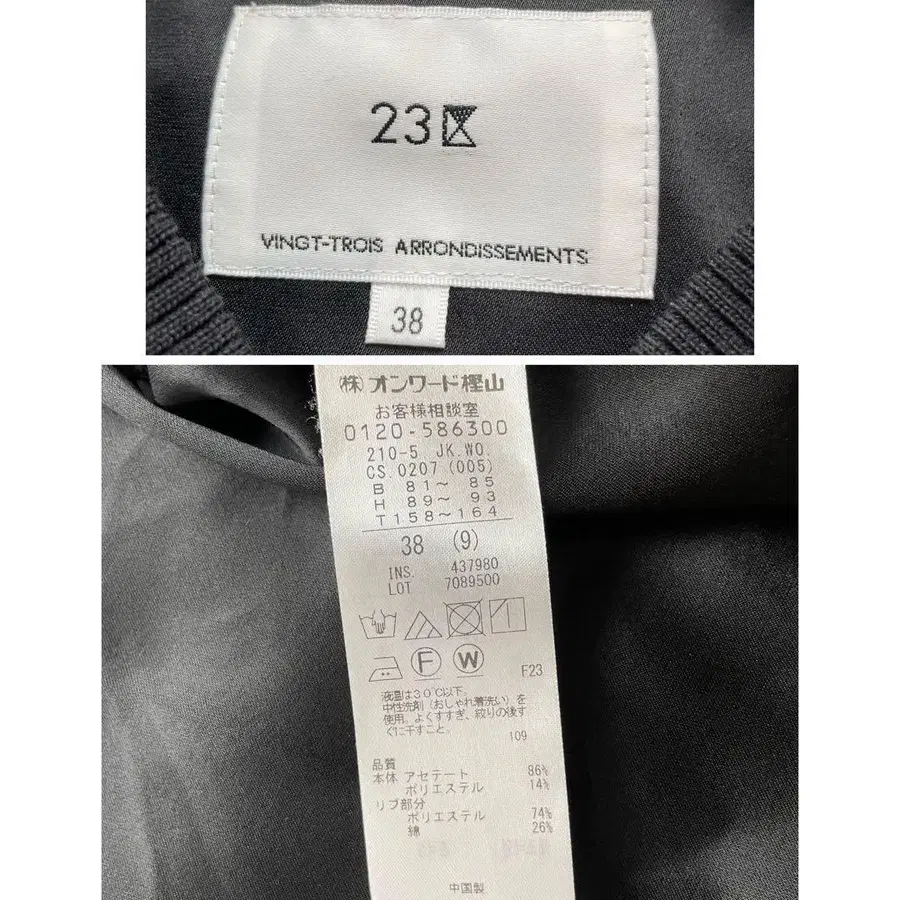 23区
VINGT-TROIS ARRONDISSEMENTS
38
(株)オンワード樫山
お客様相談室
0120-586300
210-5 JK.WO.
CS.0207(005)
B 81～ 85
H 89～ 93
T158～164
38 (9)
INS. 437980
LOT 7089500
F W
F23
液温は30℃以下。
中性洗剤(おしゃれ着洗い)を
使用。よくすすぎ、絞りの後す
ぐに干すこと。
109
品質
本体 アセテート 86%
ポリエステル 14%
リブ部分
ポリエステル 74%
綿 26%
中国製